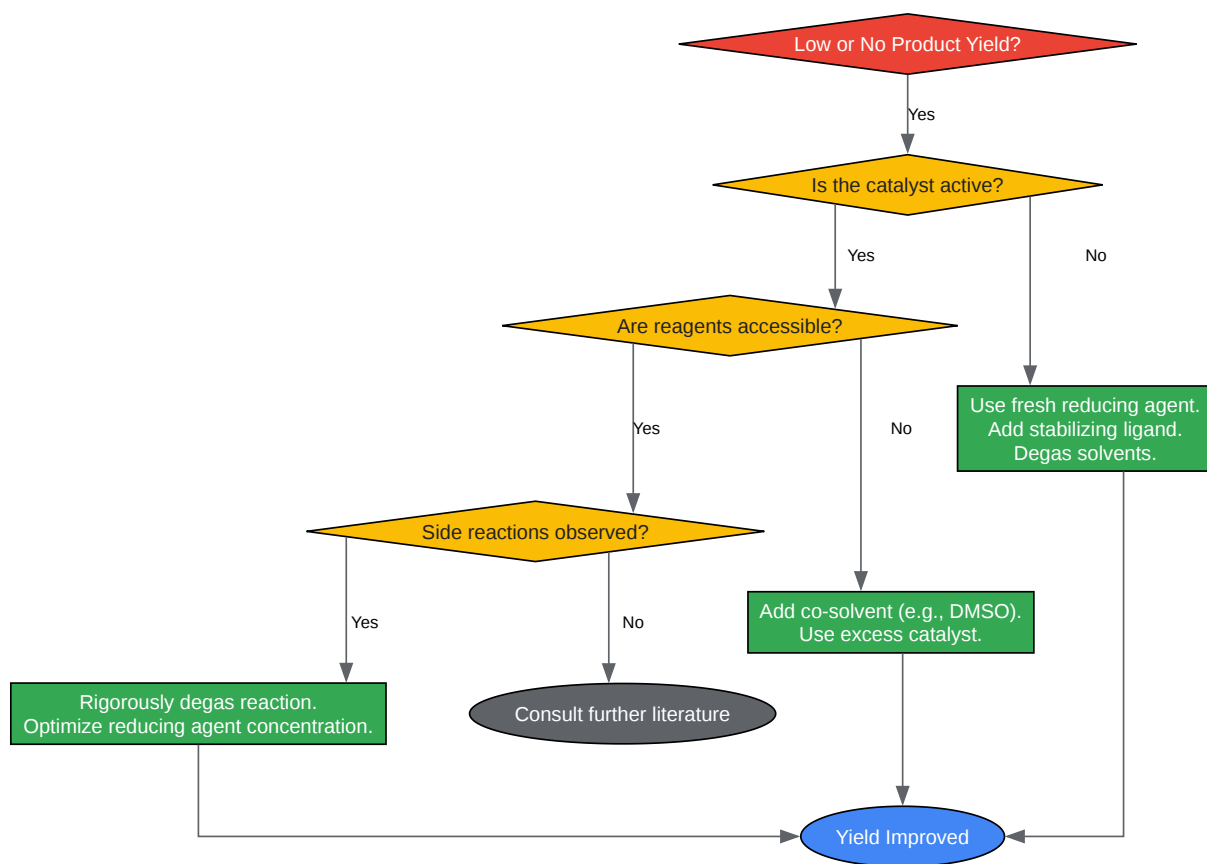 Low or No Product Yield?
Yes
Is the catalyst active?
Yes
No
Are reagents accessible?
Use fresh reducing agent.
Add stabilizing ligand.
Degas solvents.
Yes
No
Side reactions observed?
Add co-solvent (e.g., DMSO).
Use excess catalyst.
Yes
No
Rigorously degas reaction.
Optimize reducing agent concentration.
Consult further literature
Yield Improved